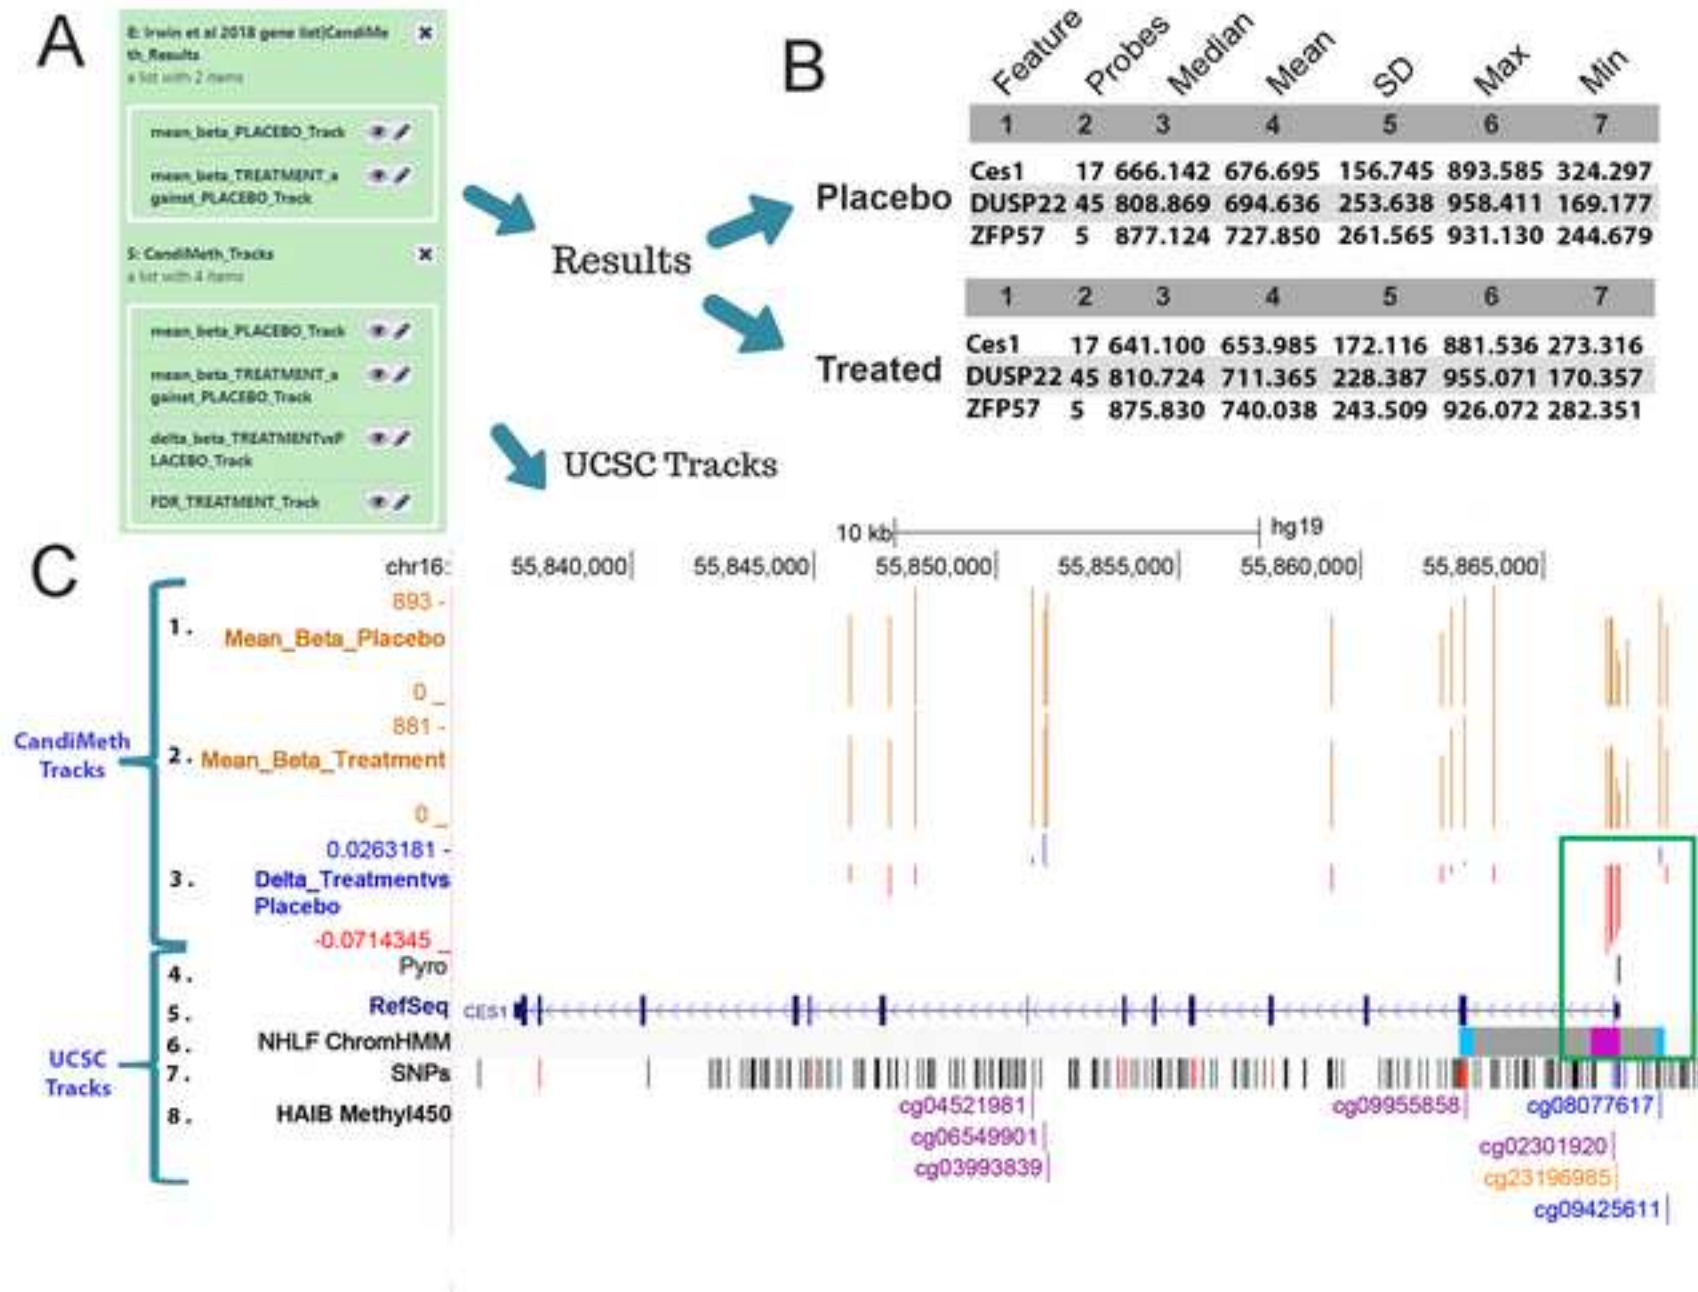 A
8: Irwin et al 2018 gene list]CandiMe
th_Results
a list with 2 items
mean_beta_PLACEBO_Track
mean_beta_TREATMENT_a
gainst_PLACEBO_Track
5: CandiMeth_Tracks
a list with 4 items
mean_beta_PLACEBO_Track
mean_beta_TREATMENT_a
gainst_PLACEBO_Track
delta_beta_TREATMENTvsP
LACEBO_Track
FDR_TREATMENT_Track
Results
UCSC Tracks
B
Feature Probes Median Mean SD Max Min
1 2 3 4 5 6 7
Placebo
Ces1 17 666.142 676.695 156.745 893.585 324.297
DUSP22 45 808.869 694.636 253.638 958.411 169.177
ZFP57 5 877.124 727.850 261.565 931.130 244.679
1 2 3 4 5 6 7
Treated
Ces1 17 641.100 653.985 172.116 881.536 273.316
DUSP22 45 810.724 711.365 228.387 955.071 170.357
ZFP57 5 875.830 740.038 243.509 926.072 282.351
C
10 kb hg19
chr16: 55,840,000 55,845,000 55,850,000 55,855,000 55,860,000 55,865,000
CandiMeth
Tracks
893 -
1. Mean_Beta_Placebo
0 _
881 -
2. Mean_Beta_Treatment
0 _
0.0263181 -
3. Delta_Treatmentvs
Placebo
-0.0714345 _
UCSC
Tracks
4. Pyro
5. RefSeq CES1
6. NHLF ChromHMM
7. SNPs
8. HAIB Methyl450
cg04521981 cg09955858 cg08077617
cg06549901 cg02301920
cg03993839 cg23196985
cg09425611